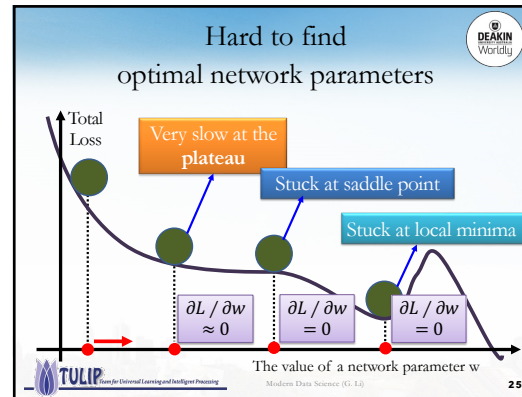 Hard to find
optimal network parameters
DEAKIN
Worldly
Total
Loss
Very slow at the
plateau
Stuck at saddle point
Stuck at local minima
∂L / ∂w
≈ 0
∂L / ∂w
= 0
∂L / ∂w
= 0
The value of a network parameter w
TULIP Team for Universal Learning and Intelligent Processing
Modern Data Science (G. Li)
25